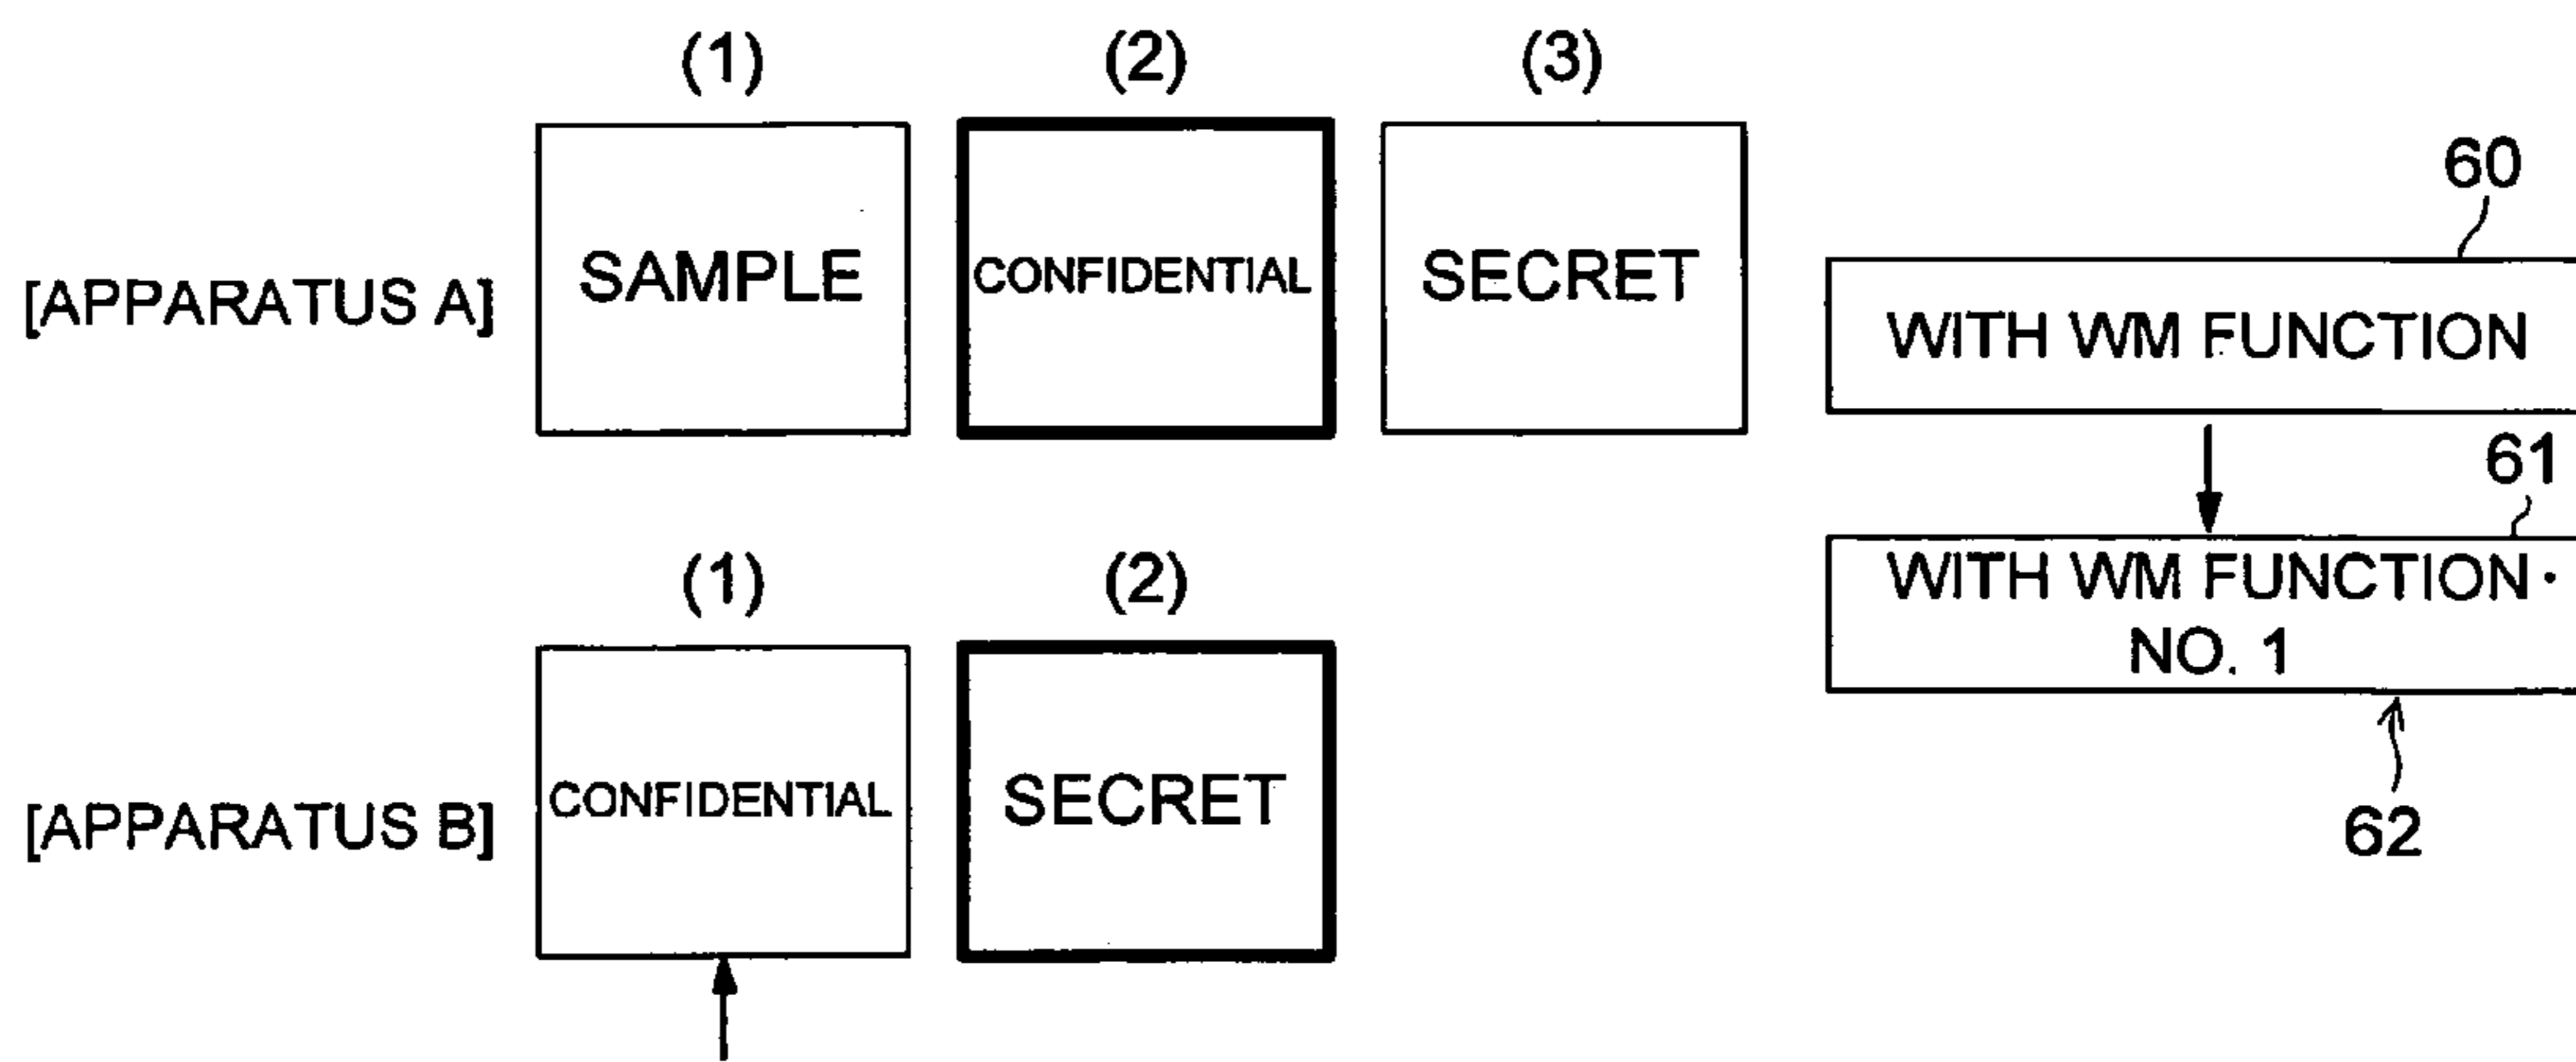 (1) (2) (3)
60
[APPARATUS A] SAMPLE CONFIDENTIAL SECRET
WITH WM FUNCTION
61
(1) (2)
WITH WM FUNCTION·
NO. 1
[APPARATUS B] CONFIDENTIAL SECRET
62